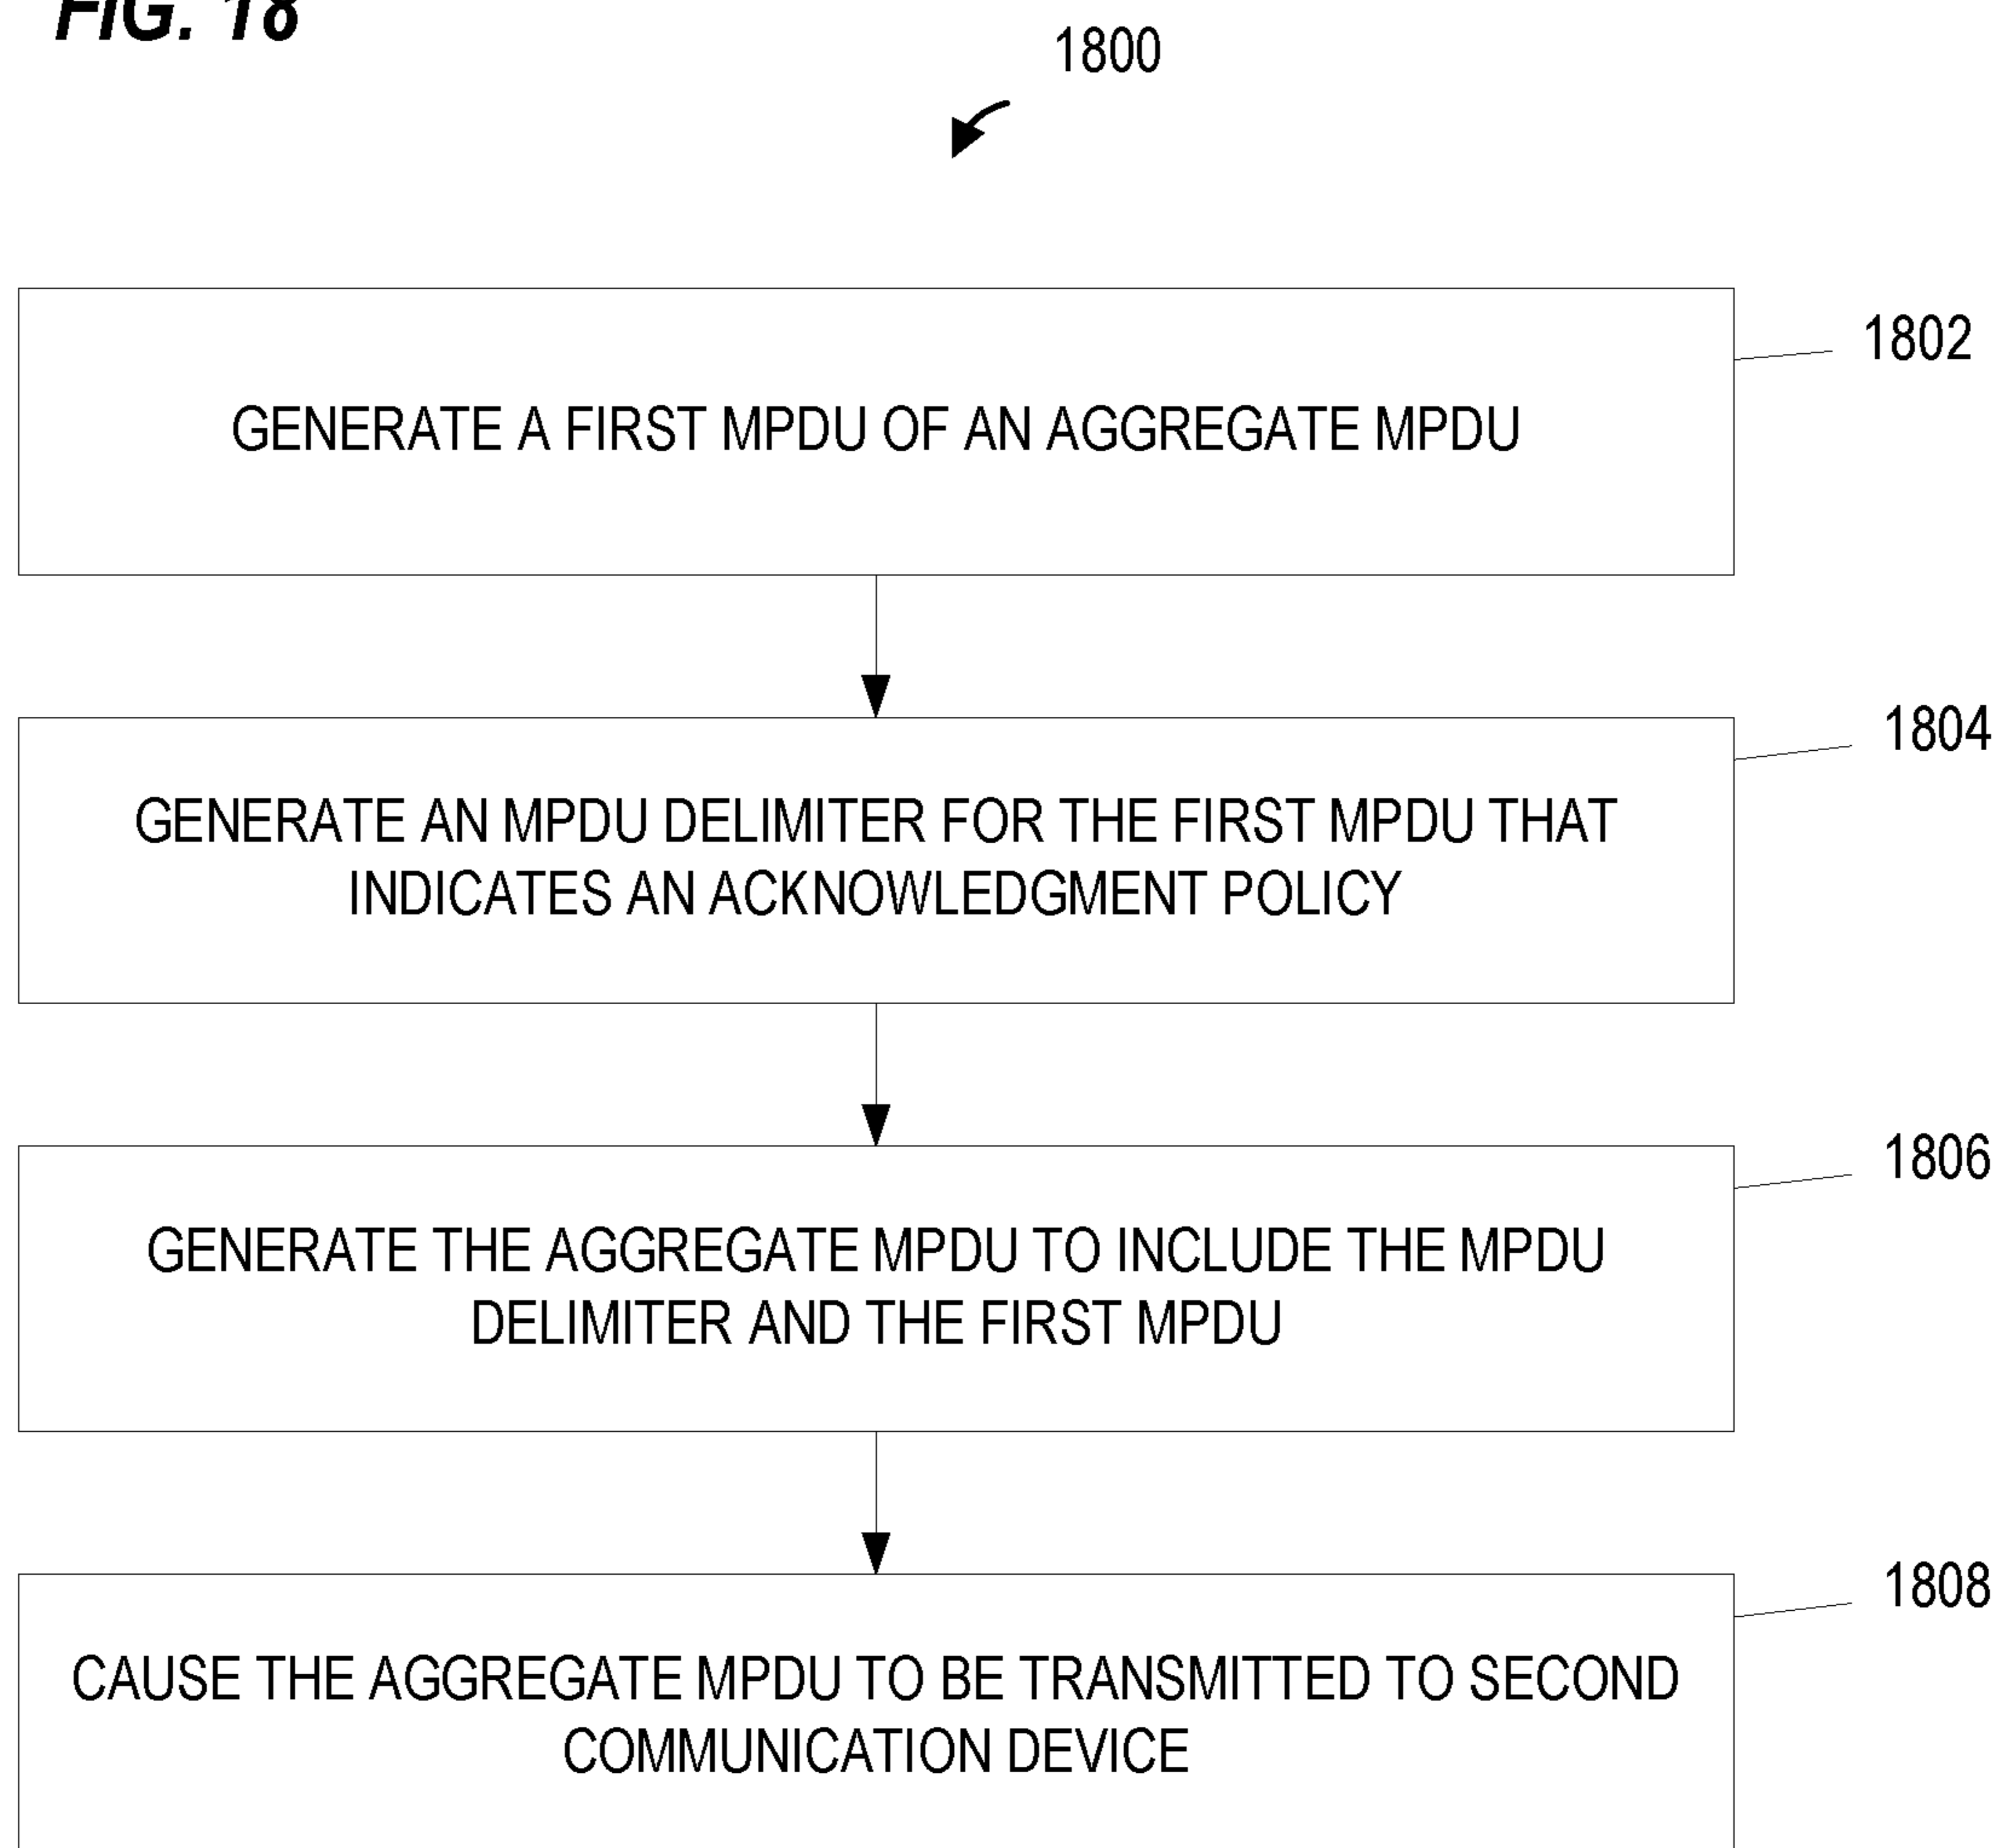 FIG. 18
1800
1802
GENERATE A FIRST MPDU OF AN AGGREGATE MPDU
1804
GENERATE AN MPDU DELIMITER FOR THE FIRST MPDU THAT
INDICATES AN ACKNOWLEDGMENT POLICY
1806
GENERATE THE AGGREGATE MPDU TO INCLUDE THE MPDU
DELIMITER AND THE FIRST MPDU
1808
CAUSE THE AGGREGATE MPDU TO BE TRANSMITTED TO SECOND
COMMUNICATION DEVICE